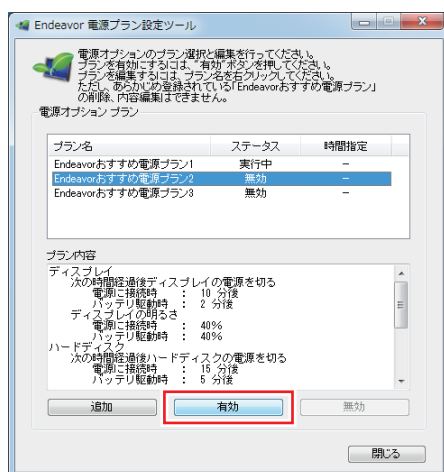 Endeavor 電源プラン設定ツール
電源オプションのプラン選択と編集を行ってください。
プランを有効にするには、"有効"ボタンを押してください。
プランを編集するには、プラン名を右クリックしてください。
ただし、あらかじめ登録されている「Endeavorおすすめ電源プラン」
の削除、内容編集はできません。
電源オプション プラン
プラン名 ステータス 時間指定
Endeavorおすすめ電源プラン1 実行中 −
Endeavorおすすめ電源プラン2 無効 −
Endeavorおすすめ電源プラン3 無効 −
プラン内容
ディスプレイ
次の時間経過後ディスプレイの電源を切る
電源に接続時 : 10 分後
バッテリ駆動時 : 2 分後
ディスプレイの明るさ
電源に接続時 : 40%
バッテリ駆動時 : 40%
ハードディスク
次の時間経過後ハードディスクの電源を切る
電源に接続時 : 15 分後
バッテリ駆動時 : 5 分後
追加 有効 無効
閉じる